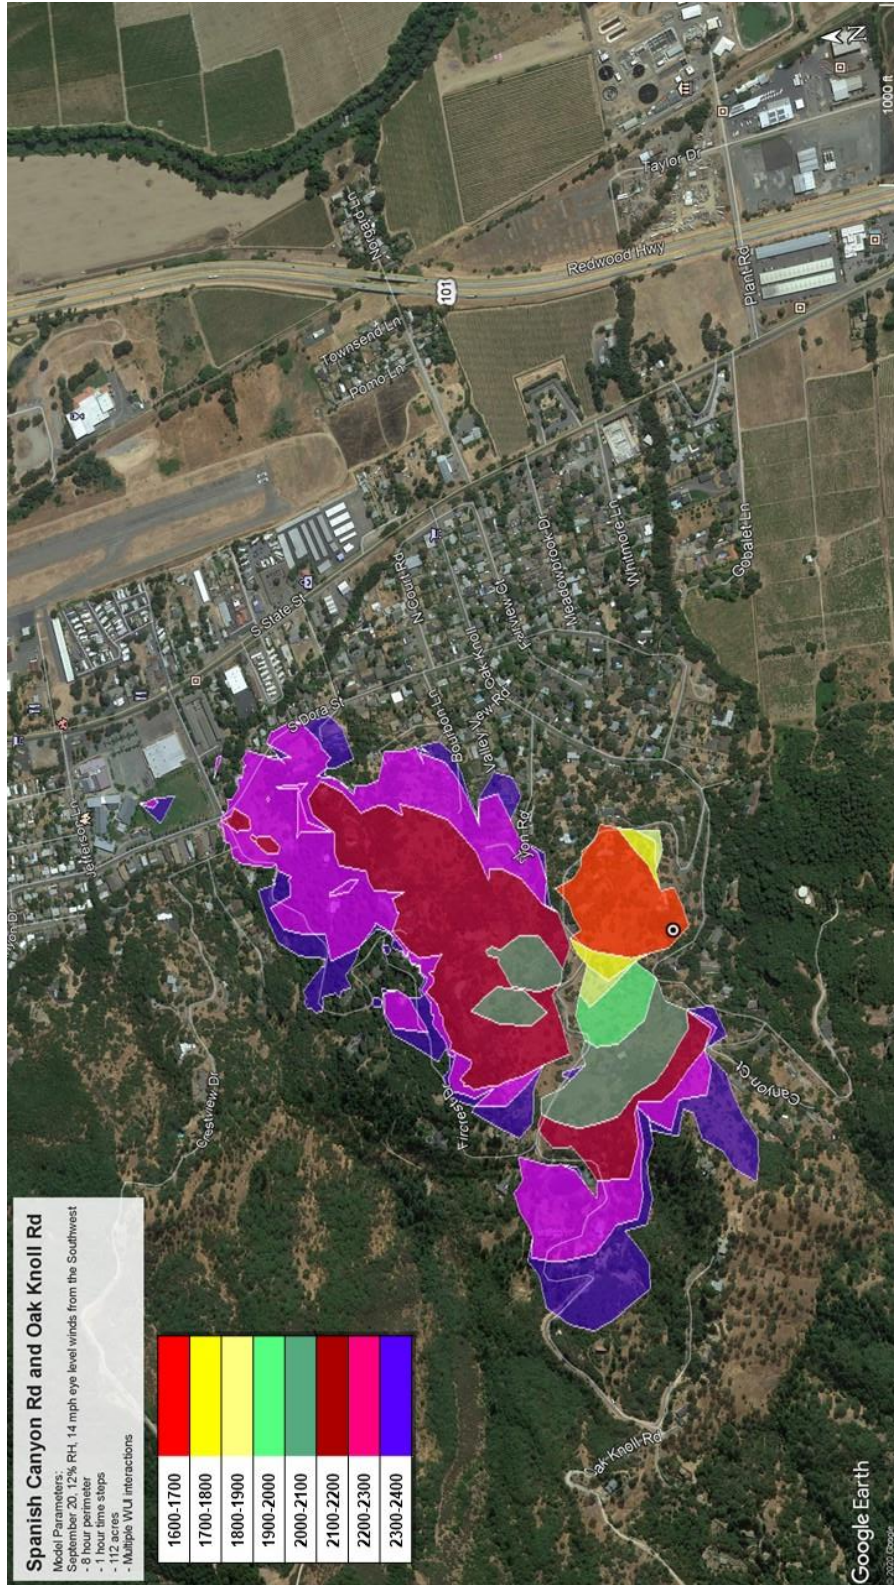 Spanish Canyon Rd and Oak Knoll Rd
Model Parameters:
September 20, 12% RH, 14 mph eye level winds from the Southwest
- 8 hour perimeter
- 1 hour time steps
- 112 acres
- Multiple WUI interactions
1600-1700
1700-1800
1800-1900
1900-2000
2000-2100
2100-2200
2200-2300
2300-2400
Jefferson Ln
Crestview Dr
S Dora St
S State St
N Court Rd
Bourbon Ln
Valley View Rd
Oak Knoll
Fairview Ct
Meadowbrook Dr
Whitmore Ln
Gobalet Ln
Pomo Ln
Townsend Ln
Norgard Ln
101
Redwood Hwy
Taylor Dr
Plant Rd
Fircrest Dr
yon Rd
Canyon Ct
Oak Knoll Rd
Google Earth
N
1000 ft